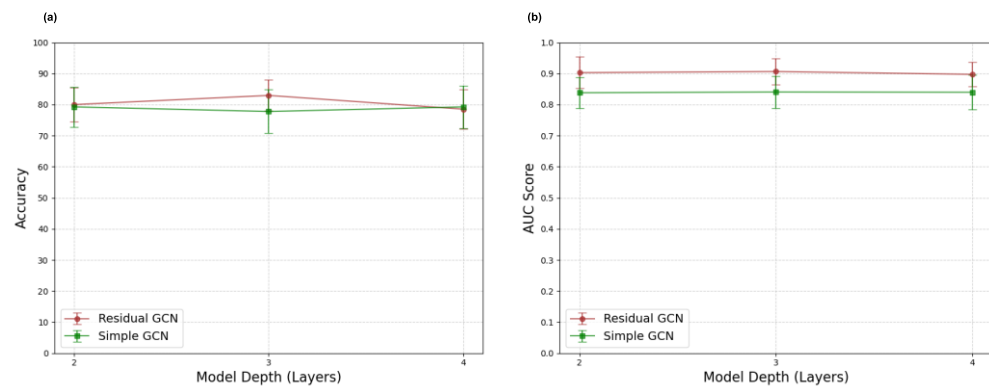 (a)
100
90
80
70
60
50
40
30
20
10
0
Accuracy
Residual GCN
Simple GCN
2
3
4
Model Depth (Layers)
(b)
1.0
0.9
0.8
0.7
0.6
0.5
0.4
0.3
0.2
0.1
0.0
AUC Score
Residual GCN
Simple GCN
2
3
4
Model Depth (Layers)